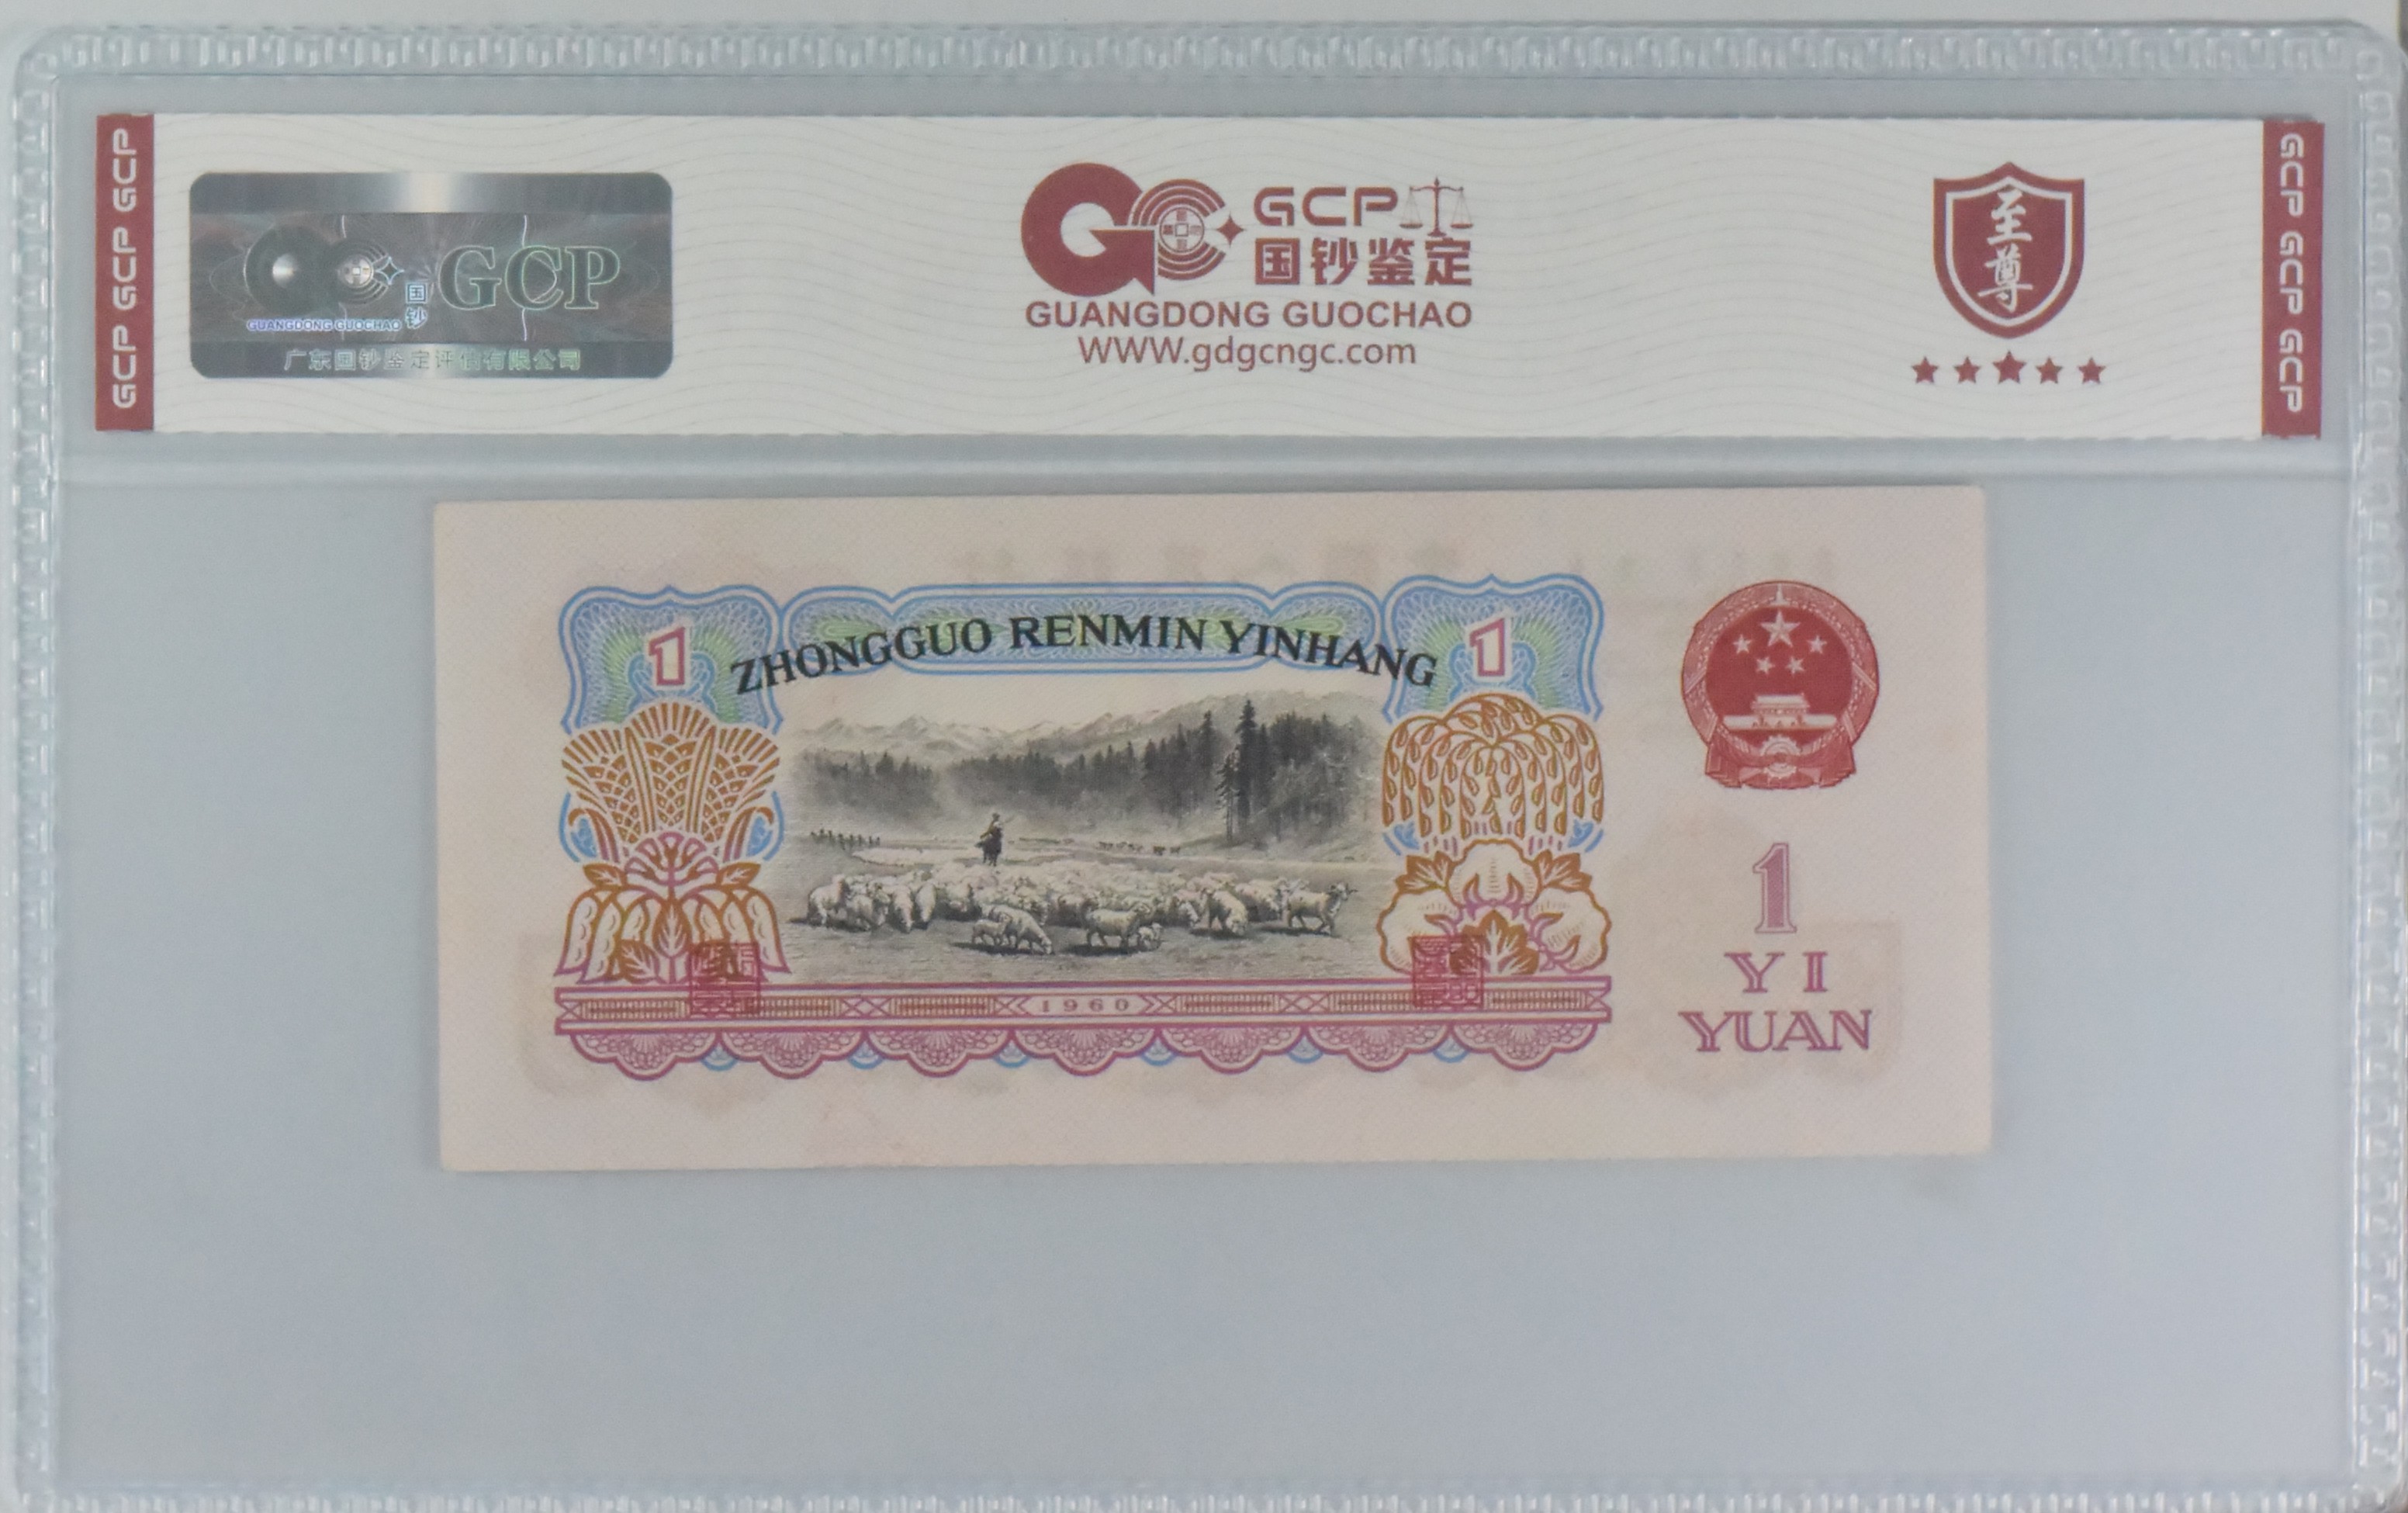 GCP GCP GCP
国钞
GCP
GUANGDONG GUOCHAO
广东国钞鉴定评估有限公司
GCP
国钞鉴定
GUANGDONG GUOCHAO
WWW.gdgcngc.com
至尊
GCP GCP GCP
1
ZHONGGUO RENMIN YINHANG
1
1960
1
YI
YUAN